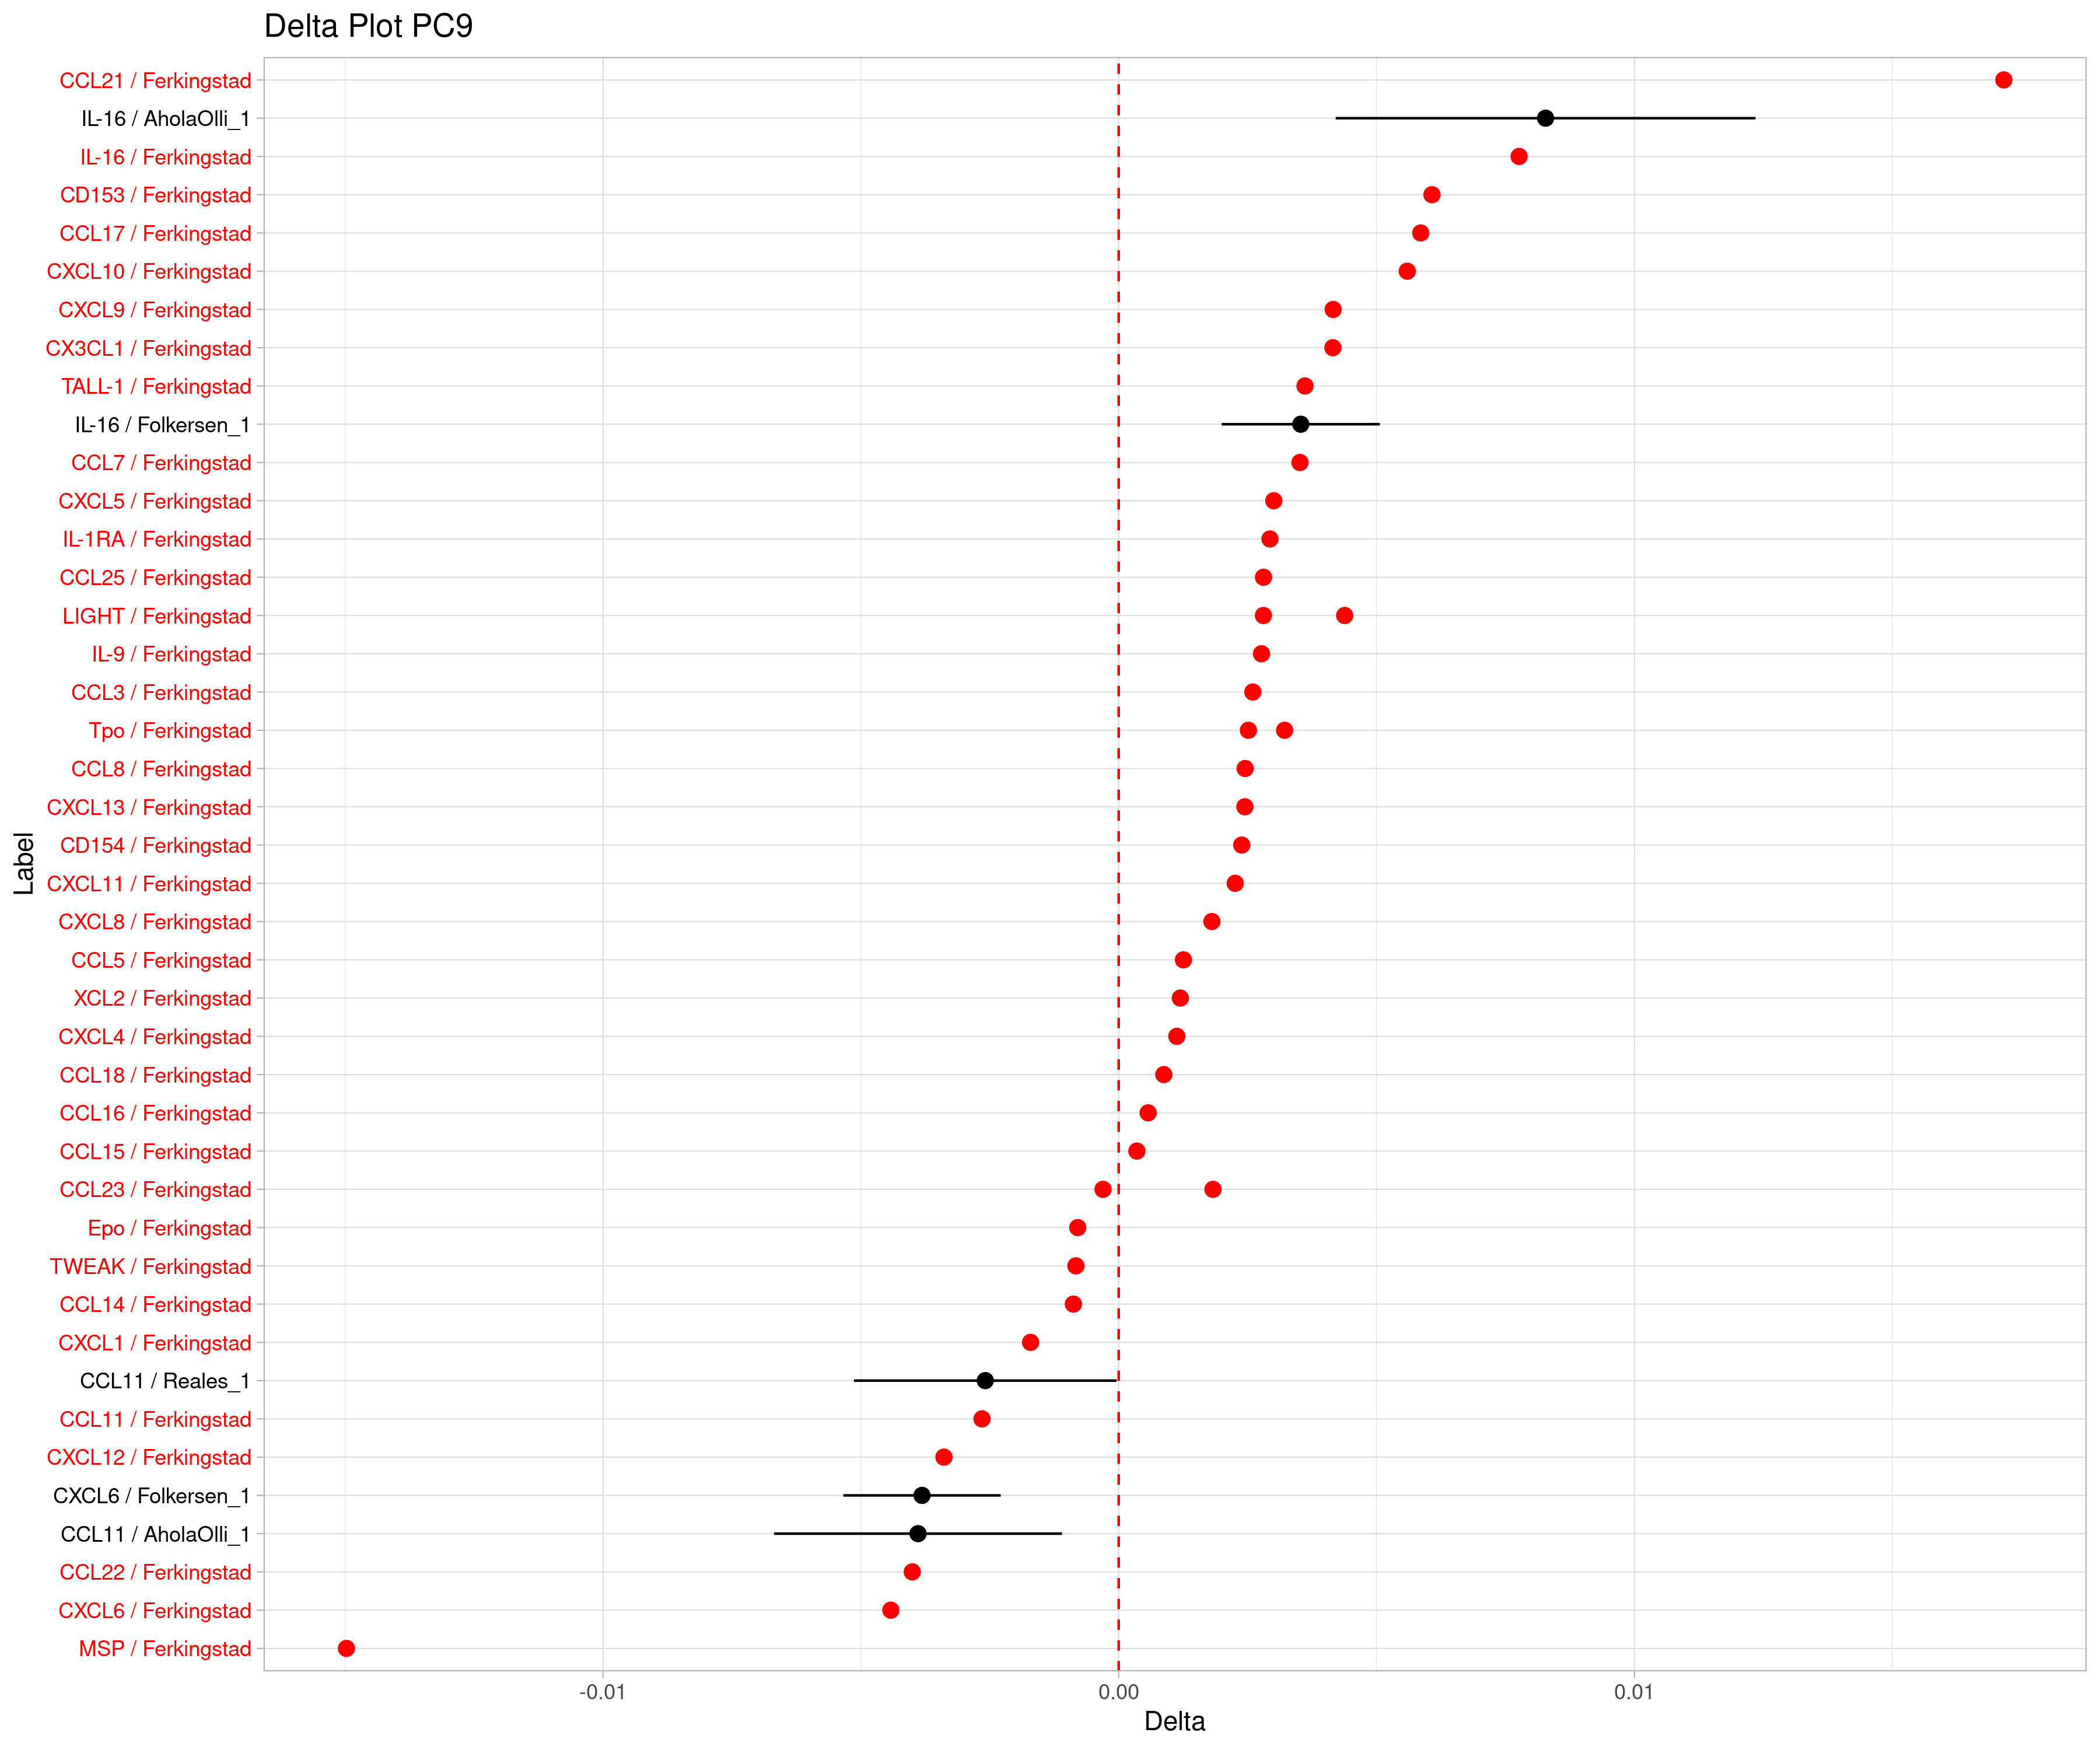 Delta Plot PC9
CCL21 / Ferkingstad
IL-16 / AholaOlli_1
IL-16 / Ferkingstad
CD153 / Ferkingstad
CCL17 / Ferkingstad
CXCL10 / Ferkingstad
CXCL9 / Ferkingstad
CX3CL1 / Ferkingstad
TALL-1 / Ferkingstad
IL-16 / Folkersen_1
CCL7 / Ferkingstad
CXCL5 / Ferkingstad
IL-1RA / Ferkingstad
CCL25 / Ferkingstad
LIGHT / Ferkingstad
IL-9 / Ferkingstad
CCL3 / Ferkingstad
Tpo / Ferkingstad
CCL8 / Ferkingstad
CXCL13 / Ferkingstad
CD154 / Ferkingstad
CXCL11 / Ferkingstad
CXCL8 / Ferkingstad
CCL5 / Ferkingstad
XCL2 / Ferkingstad
CXCL4 / Ferkingstad
CCL18 / Ferkingstad
CCL16 / Ferkingstad
CCL15 / Ferkingstad
CCL23 / Ferkingstad
Epo / Ferkingstad
TWEAK / Ferkingstad
CCL14 / Ferkingstad
CXCL1 / Ferkingstad
CCL11 / Reales_1
CCL11 / Ferkingstad
CXCL12 / Ferkingstad
CXCL6 / Folkersen_1
CCL11 / AholaOlli_1
CCL22 / Ferkingstad
CXCL6 / Ferkingstad
MSP / Ferkingstad
Label
-0.01 0.00 0.01
Delta